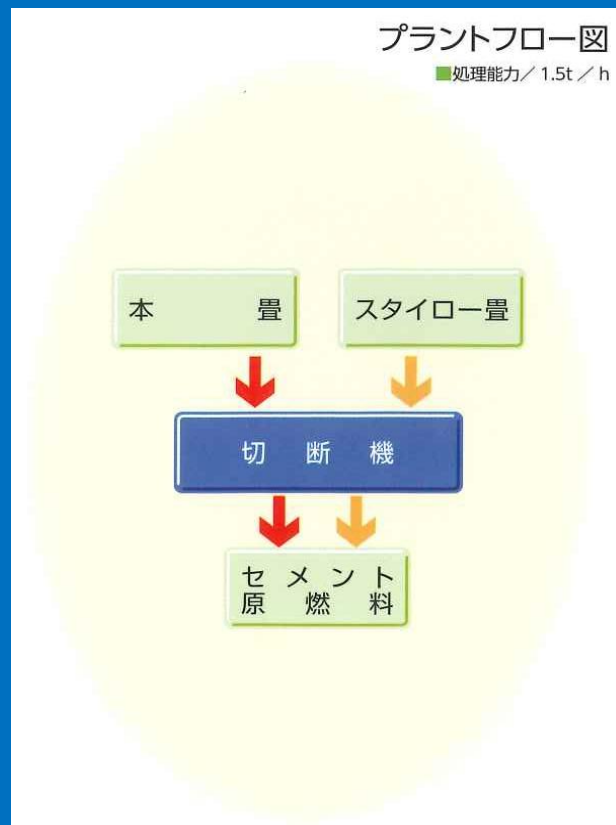 プラントフロー図
■処理能力／1.5t／h
本 畳
スタイロー畳
切 断 機
セ メ ン ト
原 燃 料